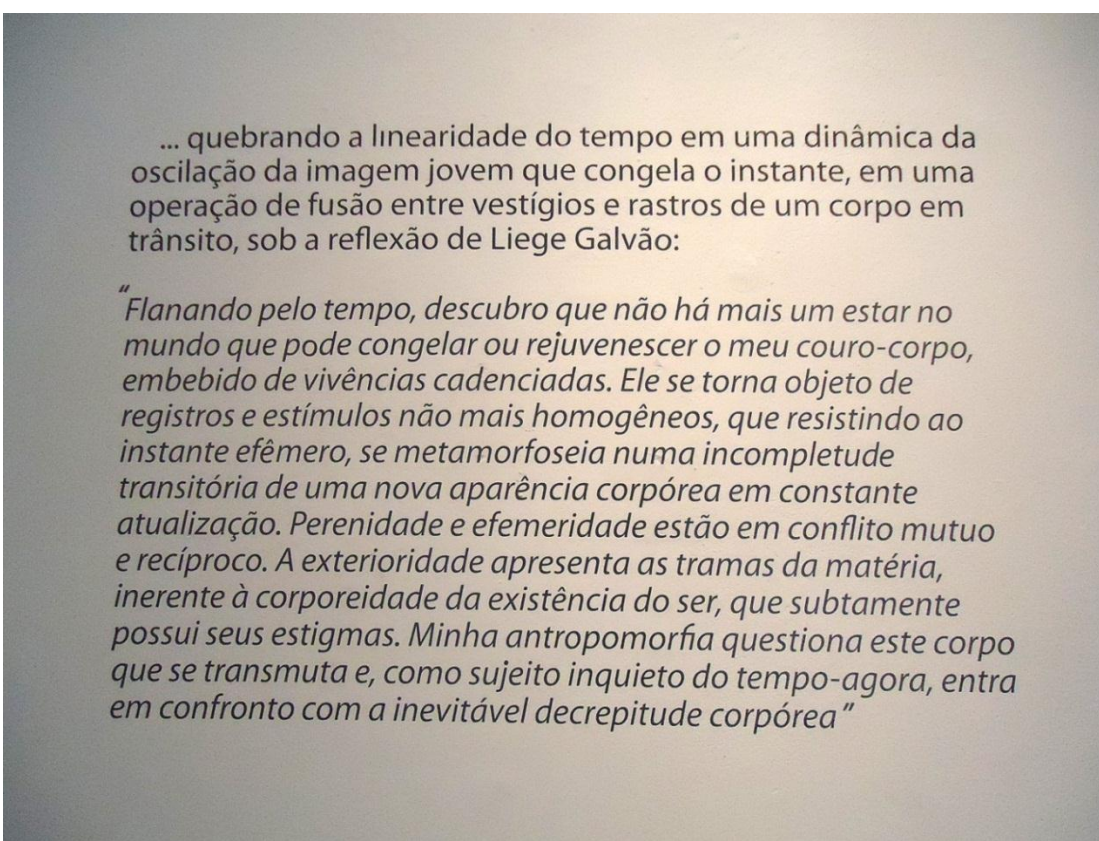 ... quebrando a linearidade do tempo em uma dinâmica da
oscilação da imagem jovem que congela o instante, em uma
operação de fusão entre vestígios e rastros de um corpo em
trânsito, sob a reflexão de Liege Galvão:
"Flanando pelo tempo, descubro que não há mais um estar no
mundo que pode congelar ou rejuvenescer o meu couro-corpo,
embebido de vivências cadenciadas. Ele se torna objeto de
registros e estímulos não mais homogêneos, que resistindo ao
instante efêmero, se metamorfoseia numa incompletude
transitória de uma nova aparência corpórea em constante
atualização. Perenidade e efemeridade estão em conflito mutuo
e recíproco. A exterioridade apresenta as tramas da matéria,
inerente à corporeidade da existência do ser, que subtamente
possui seus estigmas. Minha antropomorfia questiona este corpo
que se transmuta e, como sujeito inquieto do tempo-agora, entra
em confronto com a inevitável decrepitude corpórea"